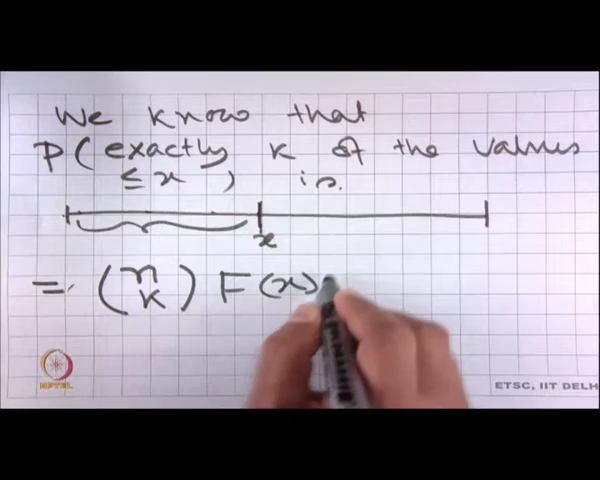 We know that
P( exactly k of the values
≤x ) is.
x
= (n k) F(x)
NPTEL
ETSC, IIT DELH